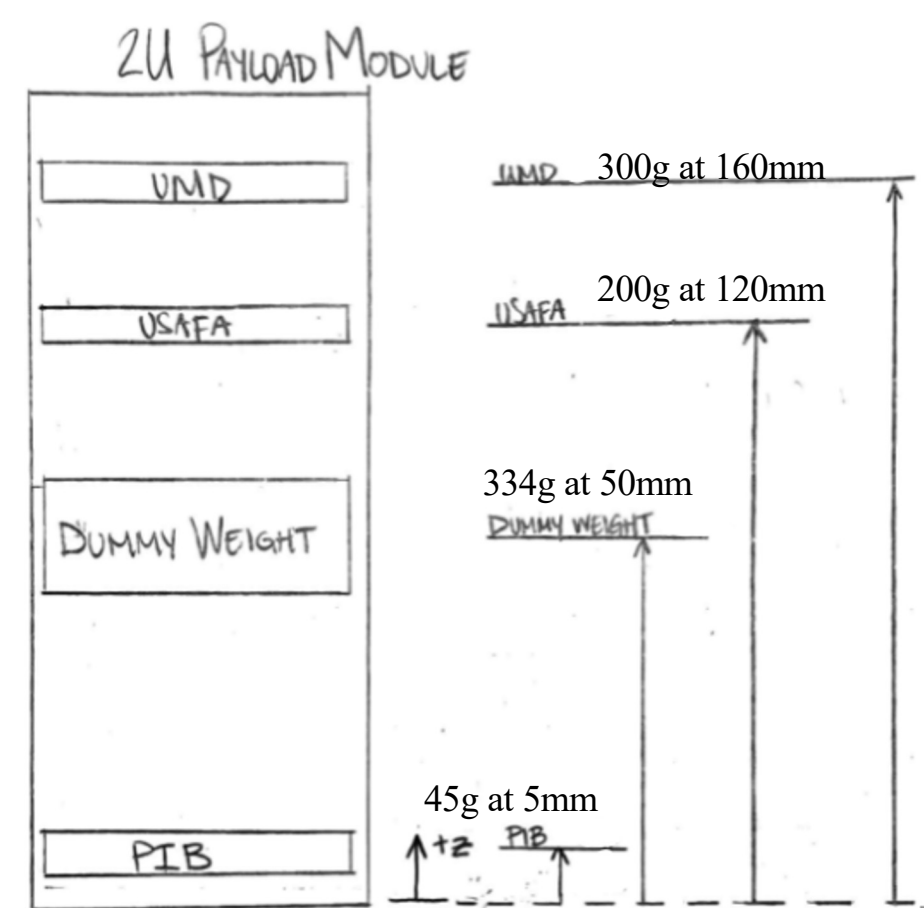 2U PAYLOAD MODULE
UMD
USAFA
DUMMY WEIGHT
PIB
UMD 300g at 160mm
200g at 120mm
USAFA
334g at 50mm
DUMMY WEIGHT
45g at 5mm
+Z PIB